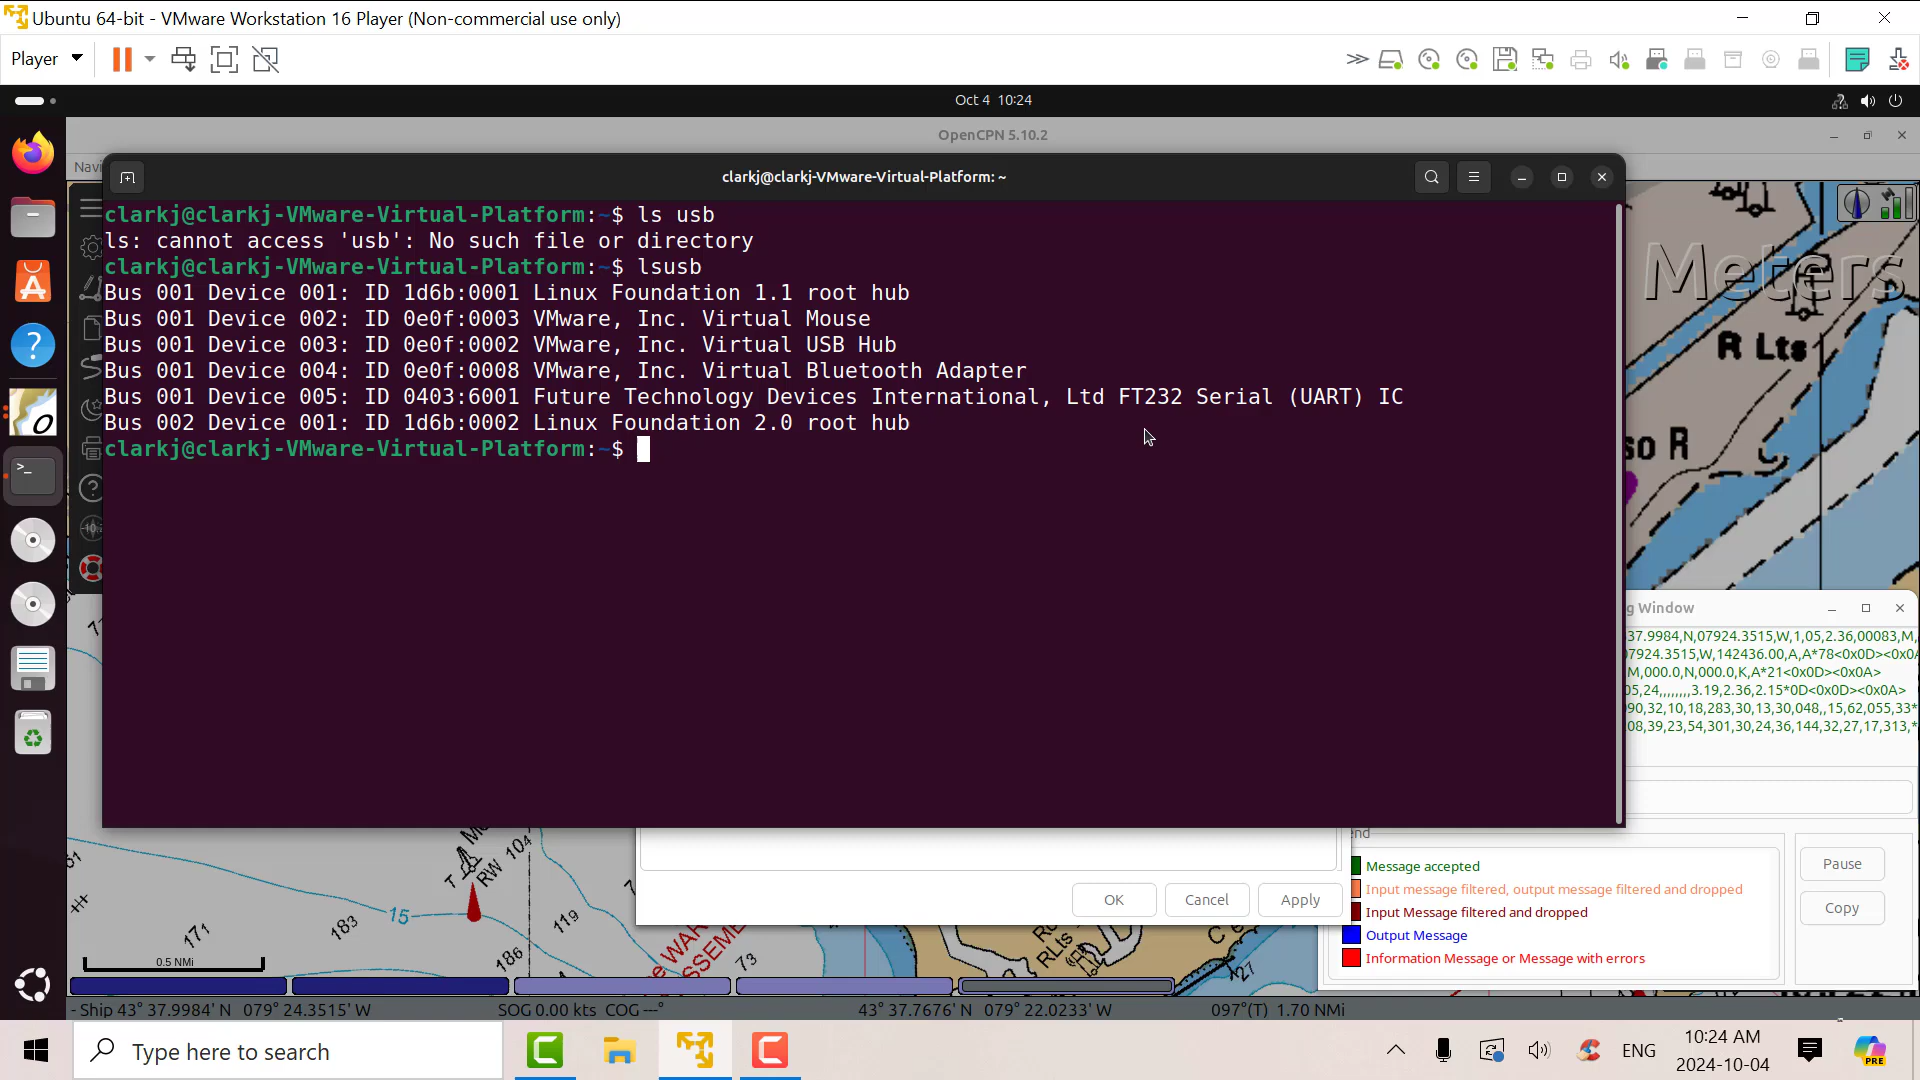 Ubuntu 64-bit - VMware Workstation 16 Player (Non-commercial use only)
Player
Oct 4 10:24
OpenCPN 5.10.2
Navi
clarkj@clarkj-VMware-Virtual-Platform: ~
clarkj@clarkj-VMware-Virtual-Platform:~$ ls usb
ls: cannot access 'usb': No such file or directory
clarkj@clarkj-VMware-Virtual-Platform:~$ lsusb
Bus 001 Device 001: ID 1d6b:0001 Linux Foundation 1.1 root hub
Bus 001 Device 002: ID 0e0f:0003 VMware, Inc. Virtual Mouse
Bus 001 Device 003: ID 0e0f:0002 VMware, Inc. Virtual USB Hub
Bus 001 Device 004: ID 0e0f:0008 VMware, Inc. Virtual Bluetooth Adapter
Bus 001 Device 005: ID 0403:6001 Future Technology Devices International, Ltd FT232 Serial (UART) IC
Bus 002 Device 001: ID 1d6b:0002 Linux Foundation 2.0 root hub
clarkj@clarkj-VMware-Virtual-Platform:~$
Meters
R Lts
so R
g Window
37.9984,N,07924.3515,W,1,05,2.36,00083,M,
07924.3515,W,142436.00,A,A*78<0x0D><0x0A
M,000.0,N,000.0,K,A*21<0x0D><0x0A>
05,24,,,,,,,,3.19,2.36,2.15*0D<0x0D><0x0A>
090,32,10,18,283,30,13,30,048,,15,62,055,33*
08,39,23,54,301,30,24,36,144,32,27,17,313,*
end
Message accepted
Input message filtered, output message filtered and dropped
Input Message filtered and dropped
Output Message
Information Message or Message with errors
Pause
Copy
OK
Cancel
Apply
104
RW
15
183
171
119
186
73
27
RLts
0.5 NMi
- Ship 43° 37.9984' N 079° 24.3515' W
SOG 0.00 kts COG ---°
43° 37.7676' N 079° 22.0233' W
097°(T) 1.70 NMi
Type here to search
ENG
10:24 AM
2024-10-04
PRE